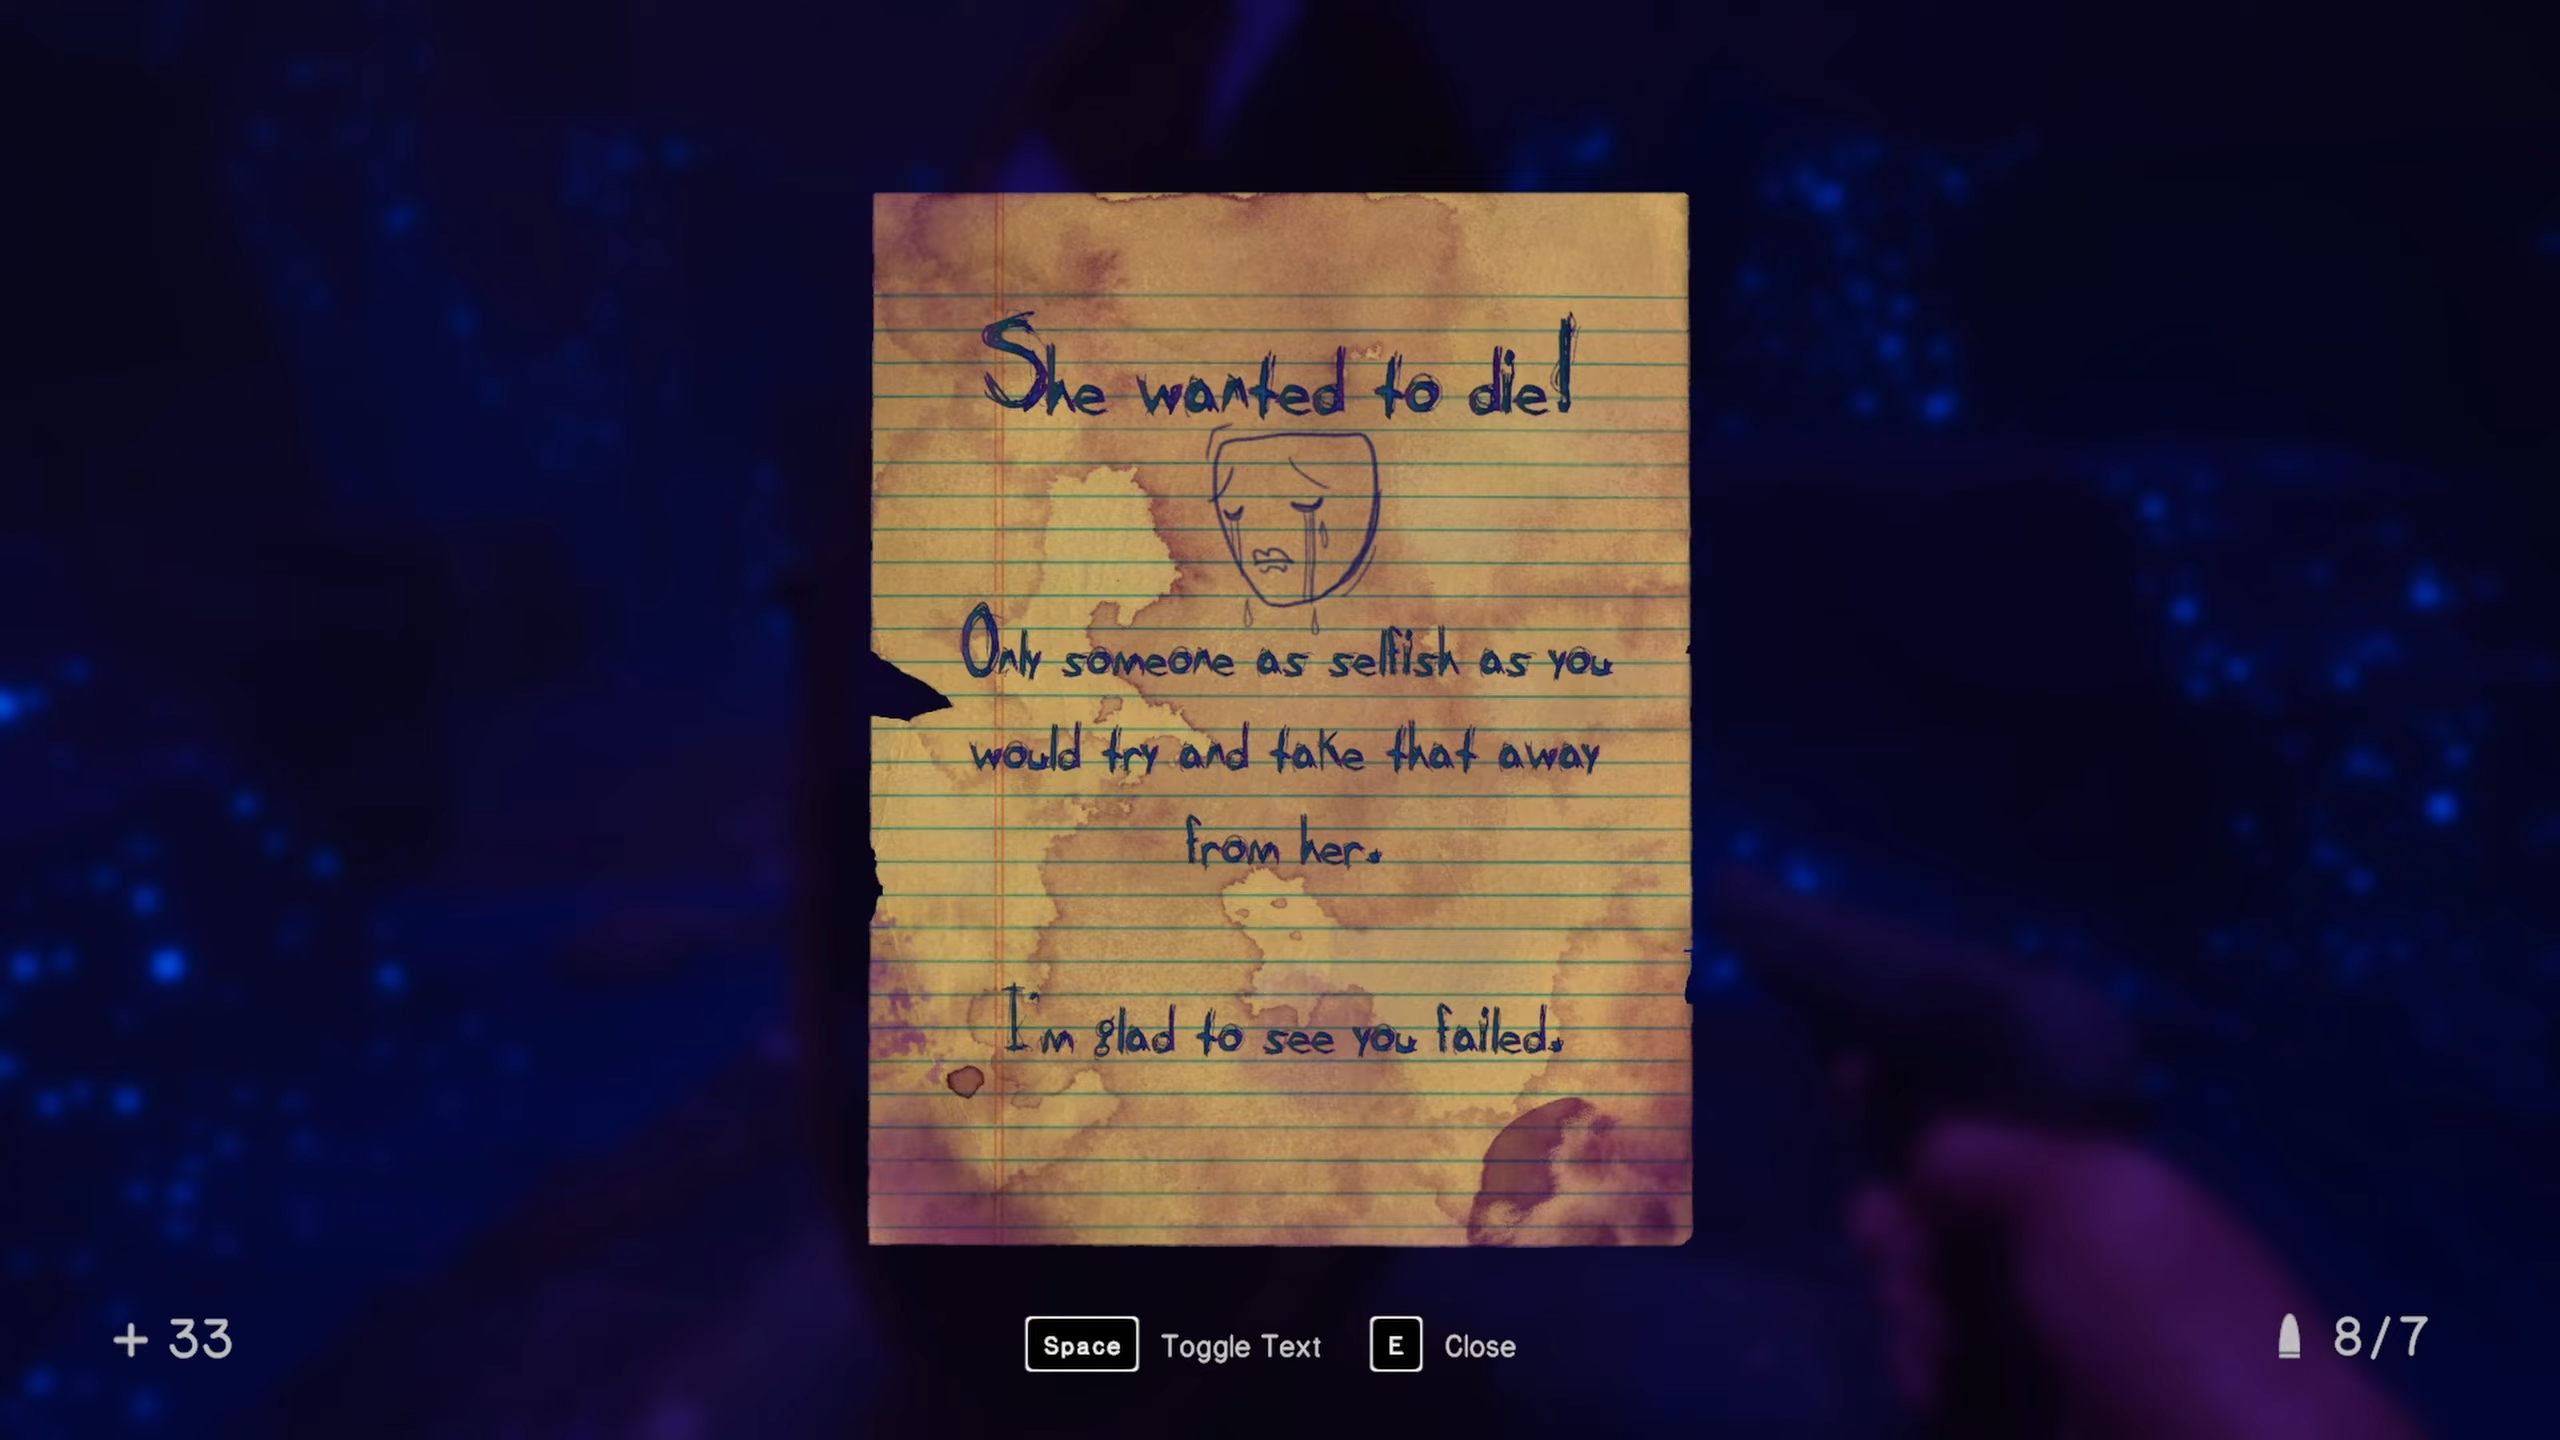 She wanted to die!
Only someone as selfish as you
would try and take that away
from her.
I'm glad to see you failed.
+ 33
Space Toggle Text E Close
8/7